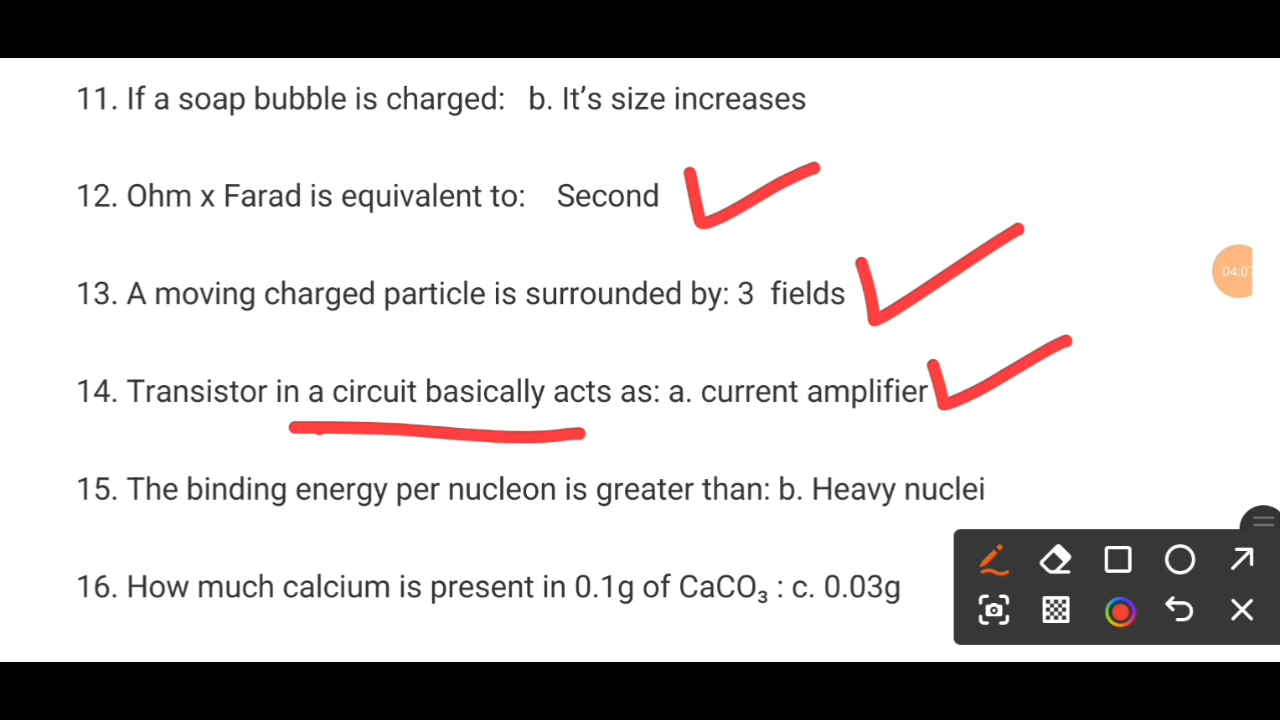 11. If a soap bubble is charged: b. It’s size increases
12. Ohm x Farad is equivalent to: Second
13. A moving charged particle is surrounded by: 3 fields
04:07
14. Transistor in a circuit basically acts as: a. current amplifier
15. The binding energy per nucleon is greater than: b. Heavy nuclei
16. How much calcium is present in 0.1g of CaCO₃ : c. 0.03g